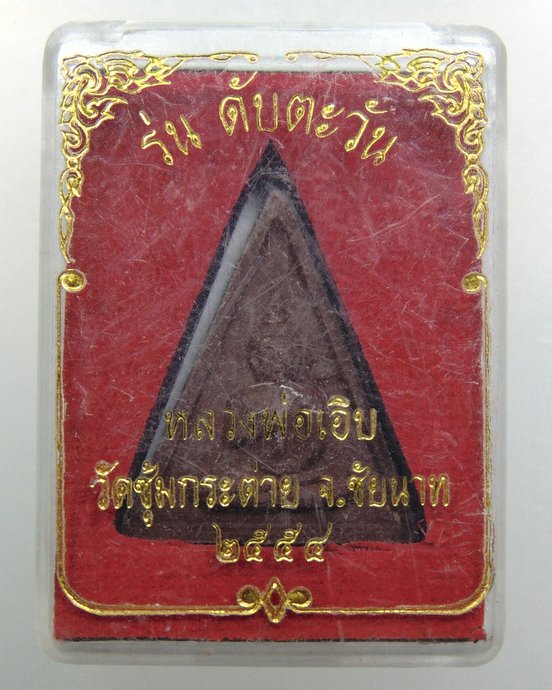 รุ่น ดับตะวัน
หลวงพ่อเอิบ
วัดซุ้มกระต่าย จ.ชัยนาท
๒๕๕๔